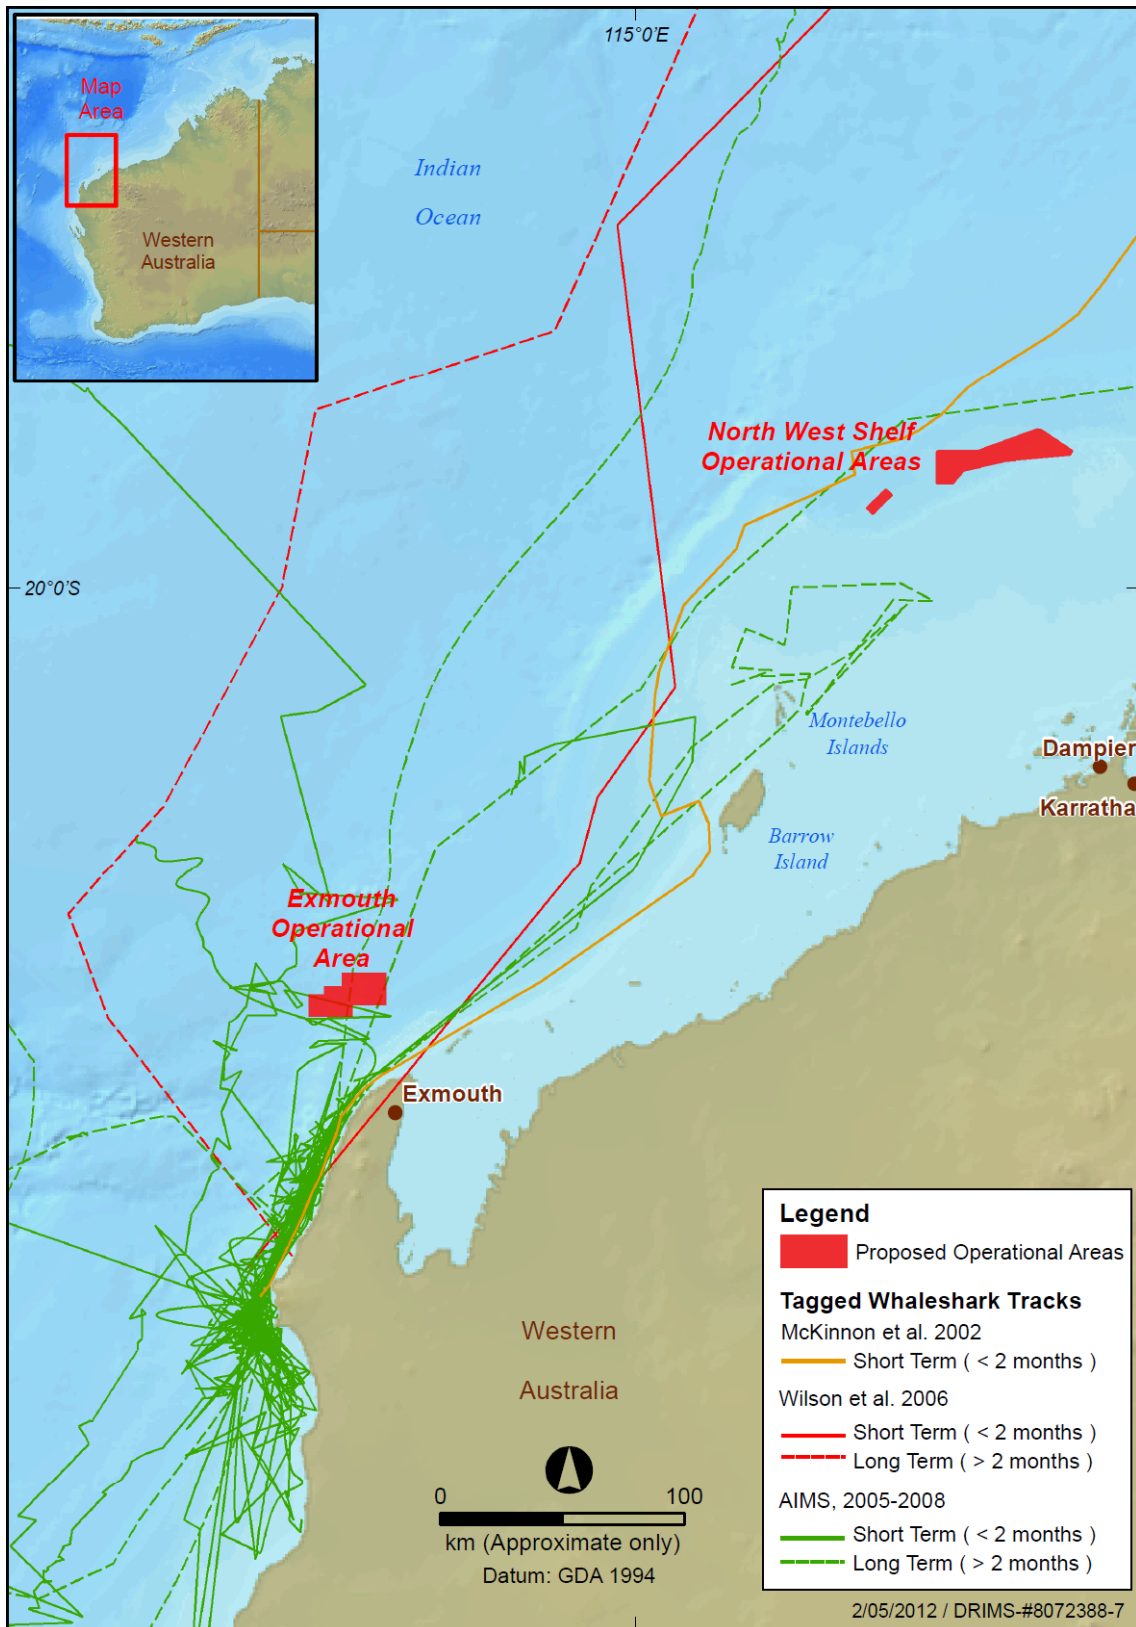 115°0'E
Map
Area
Indian
Ocean
Western
Australia
North West Shelf
Operational Areas
20°0'S
Montebello
Islands
Dampier
Karratha
Barrow
Island
Exmouth
Operational
Area
Exmouth
Western
Australia
0 100
km (Approximate only)
Datum: GDA 1994
Legend
Proposed Operational Areas
Tagged Whaleshark Tracks
McKinnon et al. 2002
Short Term ( < 2 months )
Wilson et al. 2006
Short Term ( < 2 months )
Long Term ( > 2 months )
AIMS, 2005-2008
Short Term ( < 2 months )
Long Term ( > 2 months )
2/05/2012 / DRIMS-#8072388-7